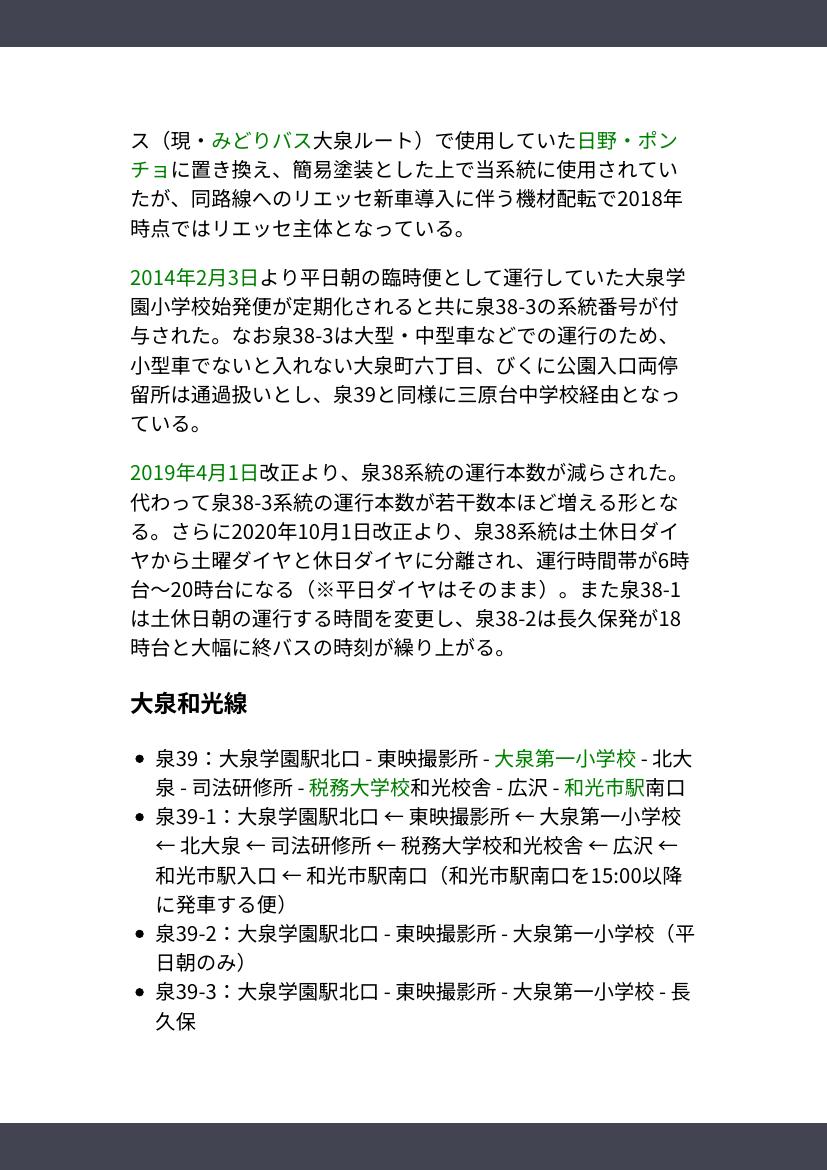 ス（現・みどりバス大泉ルート）で使用していた日野・ポン
チョに置き換え、簡易塗装とした上で当系統に使用されてい
たが、同路線へのリエッセ新車導入に伴う機材配転で2018年
時点ではリエッセ主体となっている。
2014年2月3日より平日朝の臨時便として運行していた大泉学
園小学校始発便が定期化されると共に泉38-3の系統番号が付
与された。なお泉38-3は大型・中型車などでの運行のため、
小型車でないと入れない大泉町六丁目、びくに公園入口両停
留所は通過扱いとし、泉39と同様に三原台中学校経由となっ
ている。
2019年4月1日改正より、泉38系統の運行本数が減らされた。
代わって泉38-3系統の運行本数が若干数本ほど増える形とな
る。さらに2020年10月1日改正より、泉38系統は土休日ダイ
ヤから土曜ダイヤと休日ダイヤに分離され、運行時間帯が6時
台〜20時台になる（※平日ダイヤはそのまま）。また泉38-1
は土休日朝の運行する時間を変更し、泉38-2は長久保発が18
時台と大幅に終バスの時刻が繰り上がる。
大泉和光線
• 泉39：大泉学園駅北口 - 東映撮影所 - 大泉第一小学校 - 北大
泉 - 司法研修所 - 税務大学校和光校舎 - 広沢 - 和光市駅南口
• 泉39-1：大泉学園駅北口 ← 東映撮影所 ← 大泉第一小学校
← 北大泉 ← 司法研修所 ← 税務大学校和光校舎 ← 広沢 ←
和光市駅入口 ← 和光市駅南口（和光市駅南口を15:00以降
に発車する便）
• 泉39-2：大泉学園駅北口 - 東映撮影所 - 大泉第一小学校（平
日朝のみ）
• 泉39-3：大泉学園駅北口 - 東映撮影所 - 大泉第一小学校 - 長
久保